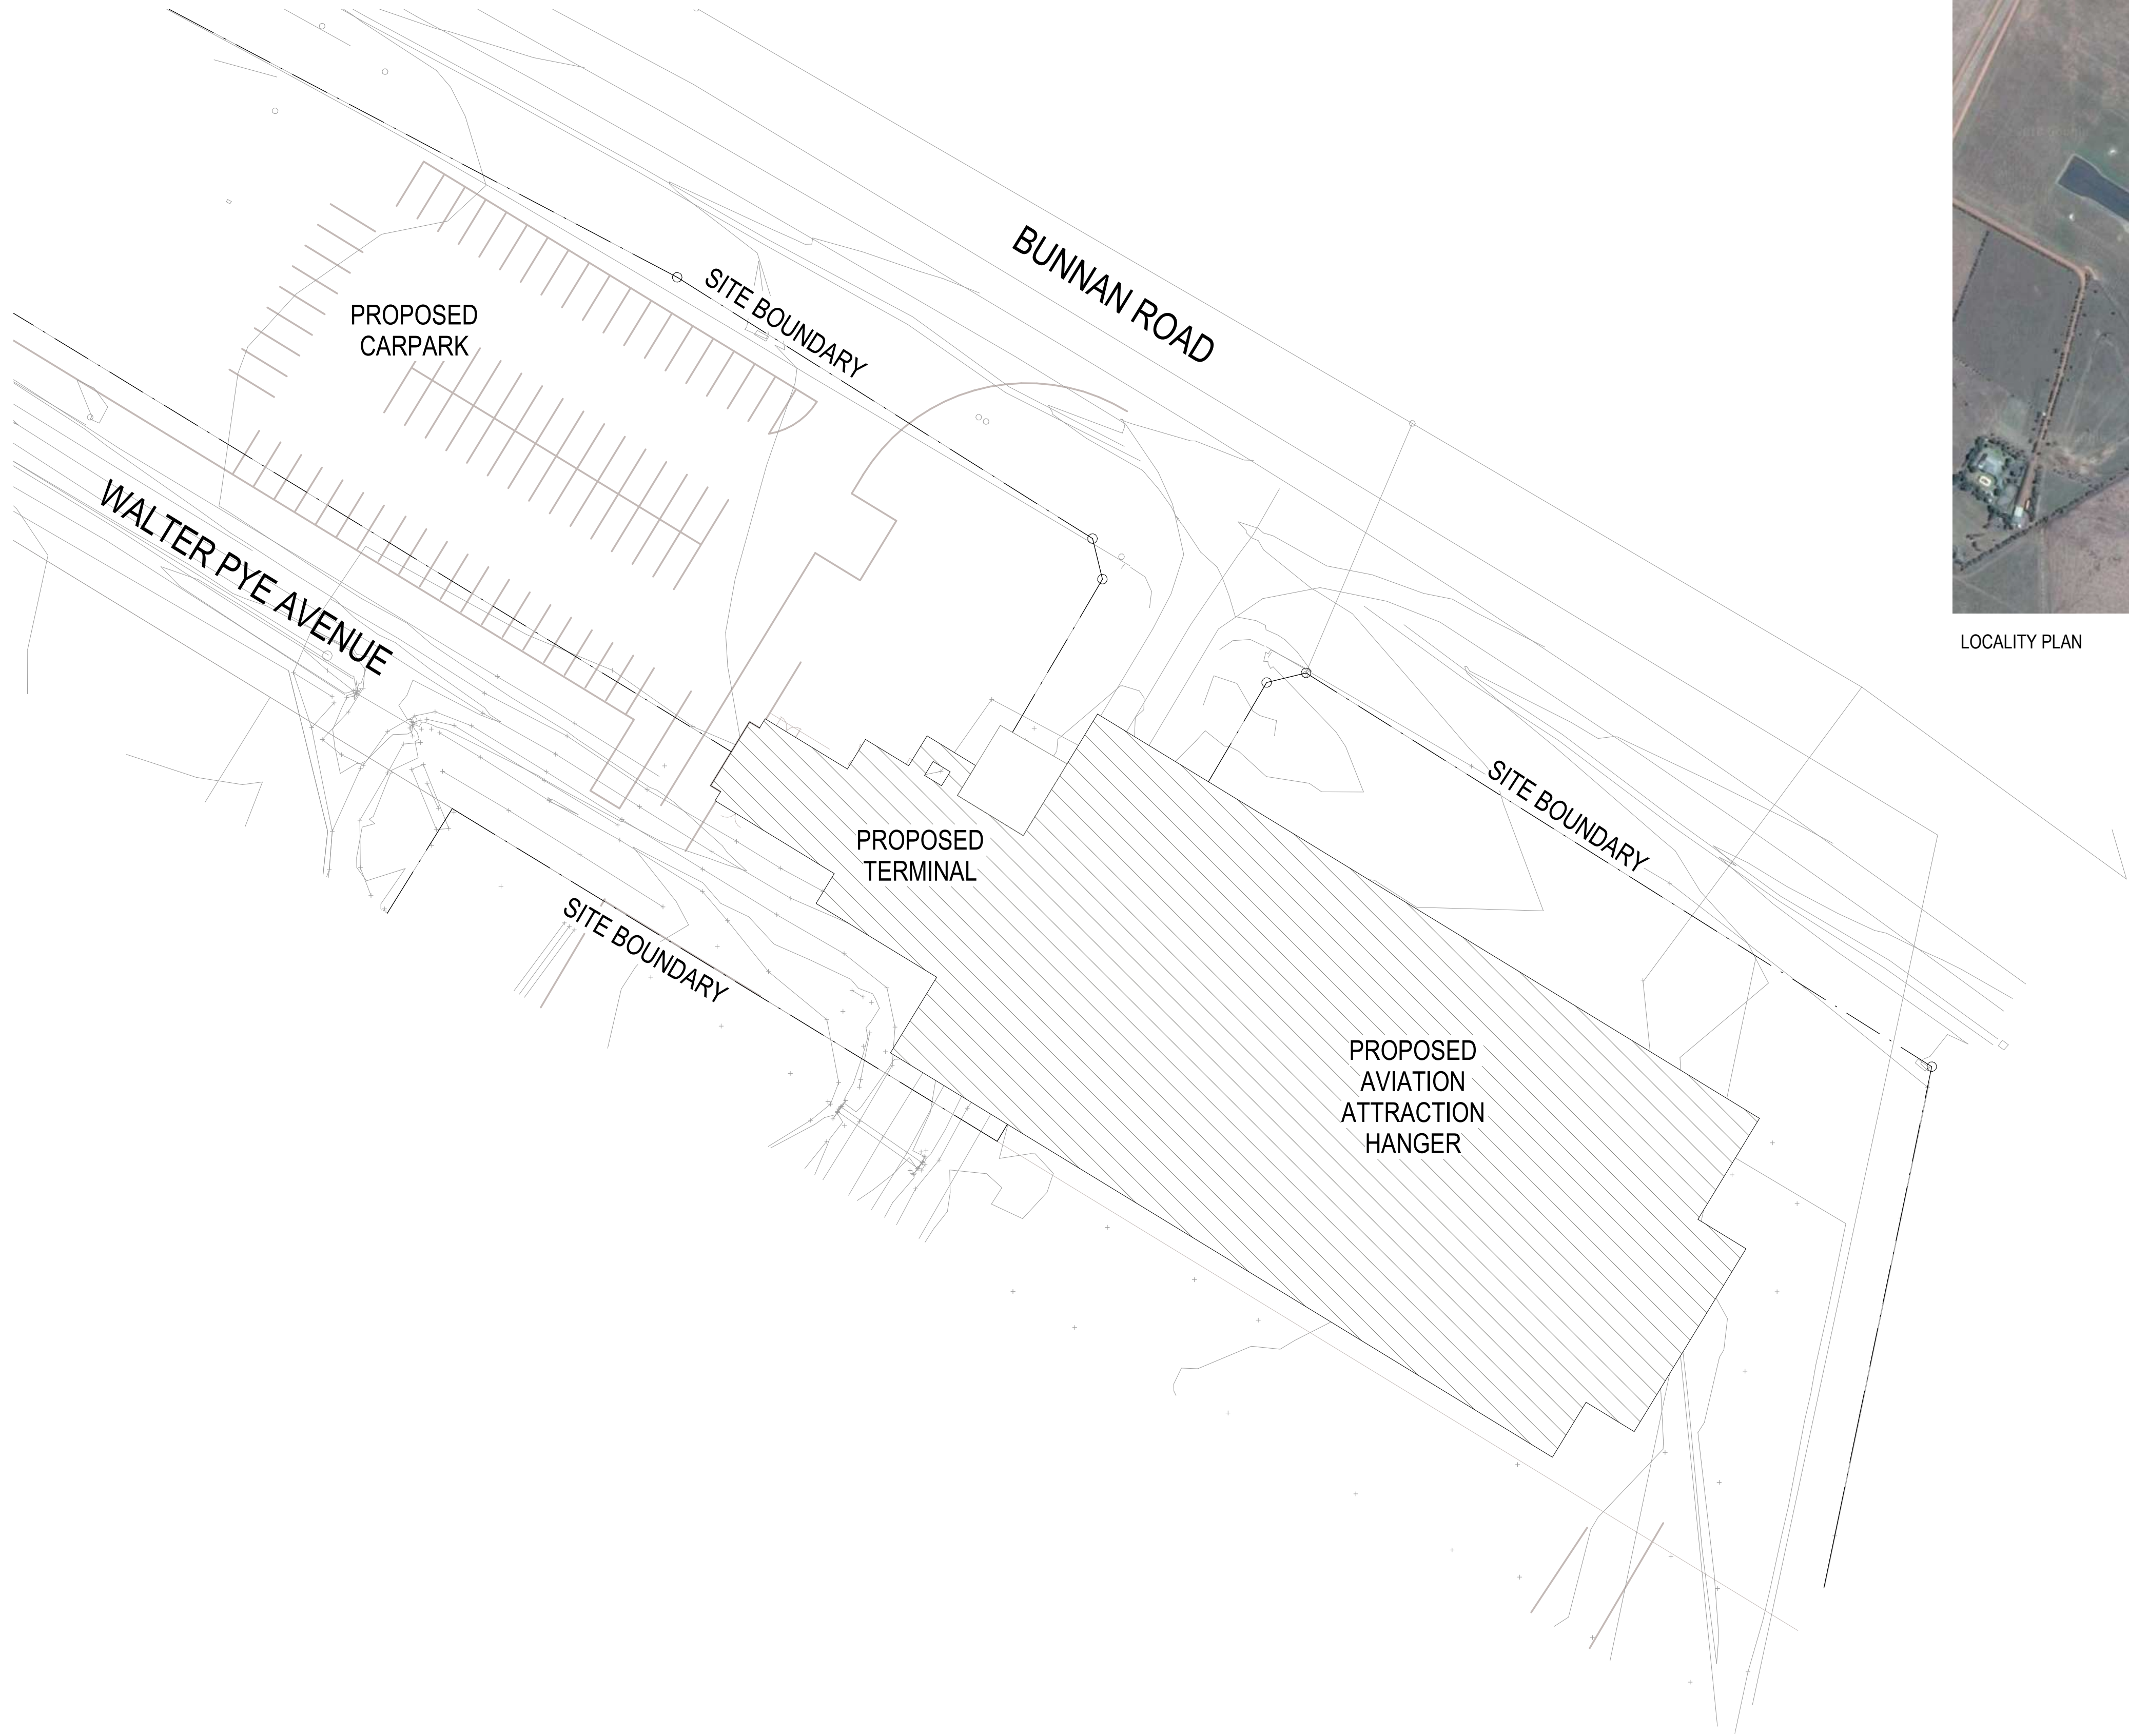 BUNNAN ROAD
SITE BOUNDARY
PROPOSED
CARPARK
WALTER PYE AVENUE
LOCALITY PLAN
SITE BOUNDARY
PROPOSED
TERMINAL
SITE BOUNDARY
PROPOSED
AVIATION
ATTRACTION
HANGER